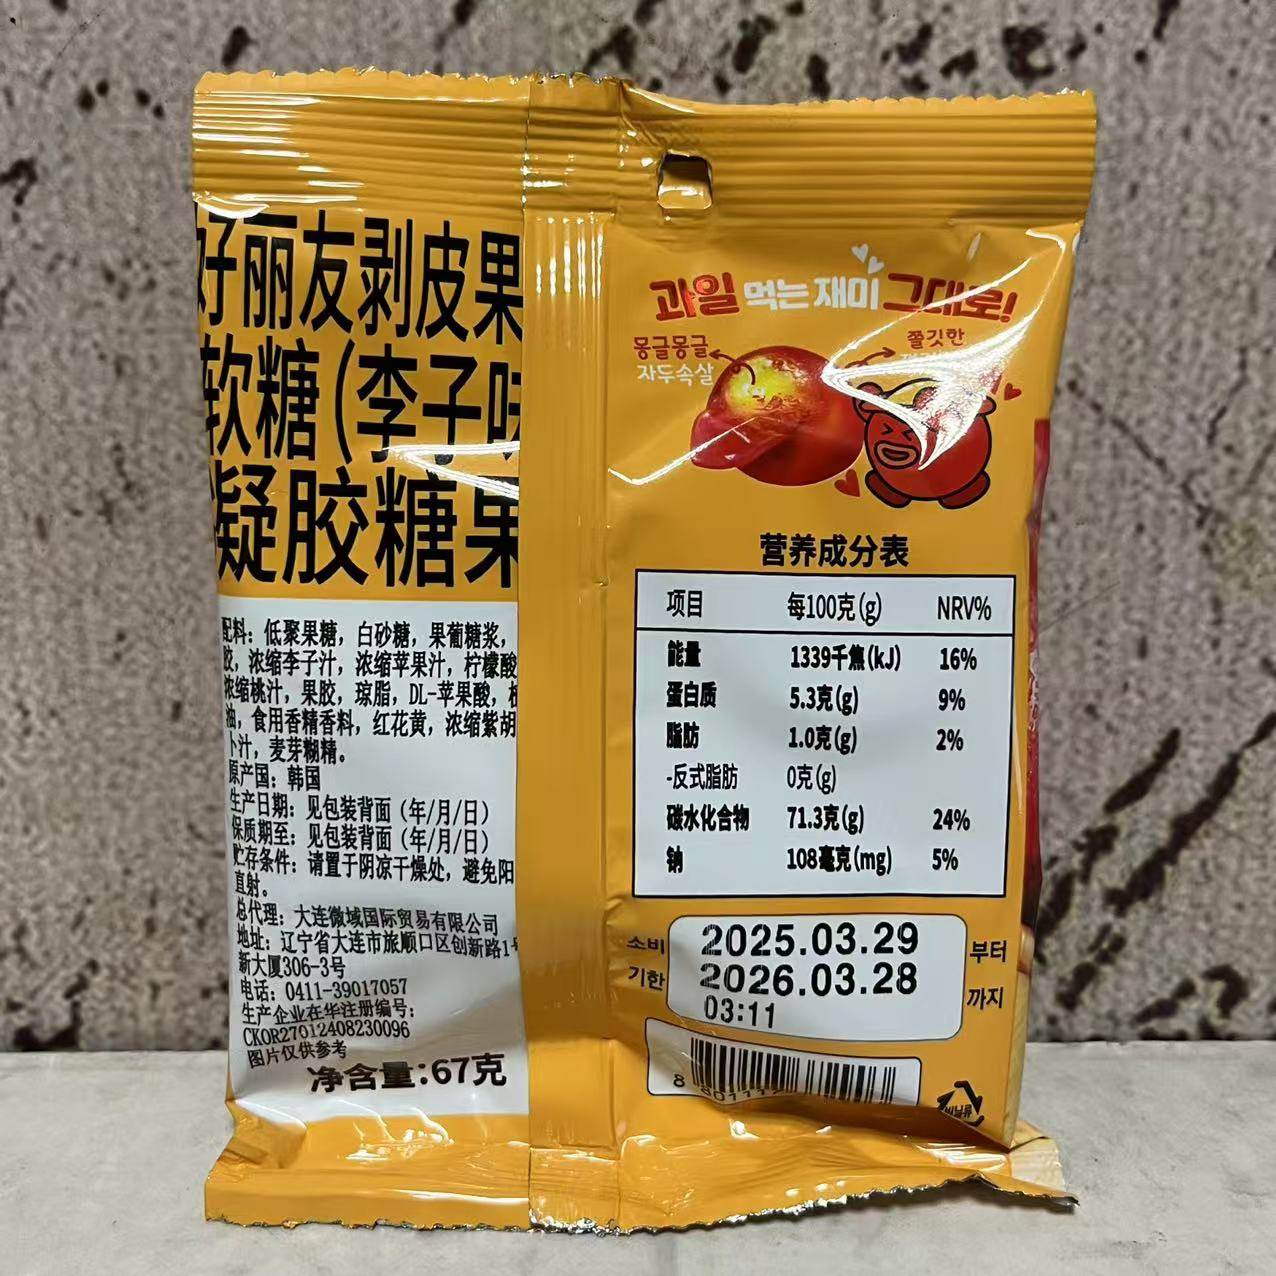 好丽友剥皮果
软糖(李子味
凝胶糖果
配料：低聚果糖，白砂糖，果葡糖浆，
胶，浓缩李子汁，浓缩苹果汁，柠檬酸
浓缩桃汁，果胶，琼脂，DL-苹果酸，
油，食用香精香料，红花黄，浓缩紫胡
卜汁，麦芽糊精。
原产国：韩国
生产日期：见包装背面（年/月/日）
保质期至：见包装背面（年/月/日）
贮存条件：请置于阴凉干燥处，避免阳
直射。
总代理：大连微域国际贸易有限公司
地址：辽宁省大连市旅顺口区创新路1
新大厦306-3号
电话：0411-39017057
生产企业在华注册编号：
CKOR27012408230096
图片仅供参考
净含量:67克
과일 먹는 재미 그대로!
몽글몽글
자두속살
쫄깃한
营养成分表
项目 每100克(g) NRV%
能量 1339千焦(kJ) 16%
蛋白质 5.3克(g) 9%
脂肪 1.0克(g) 2%
-反式脂肪 0克(g)
碳水化合物 71.3克(g) 24%
钠 108毫克(mg) 5%
소비 2025.03.29 부터
기한 2026.03.28 까지
03:11
비닐류